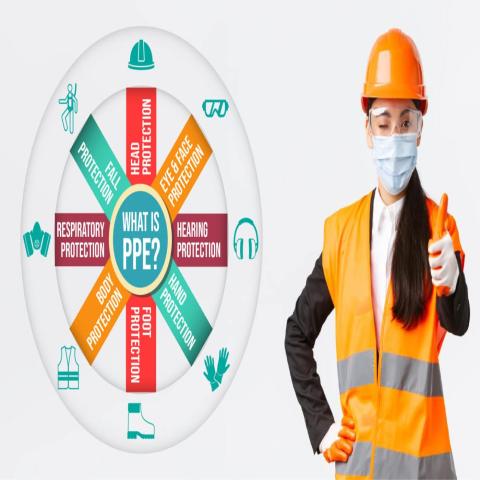 WHAT IS
PPE?
HEAD
PROTECTION
EYE & FACE
PROTECTION
HEARING
PROTECTION
HAND
PROTECTION
FOOT
PROTECTION
BODY
PROTECTION
RESPIRATORY
PROTECTION
FALL
PROTECTION